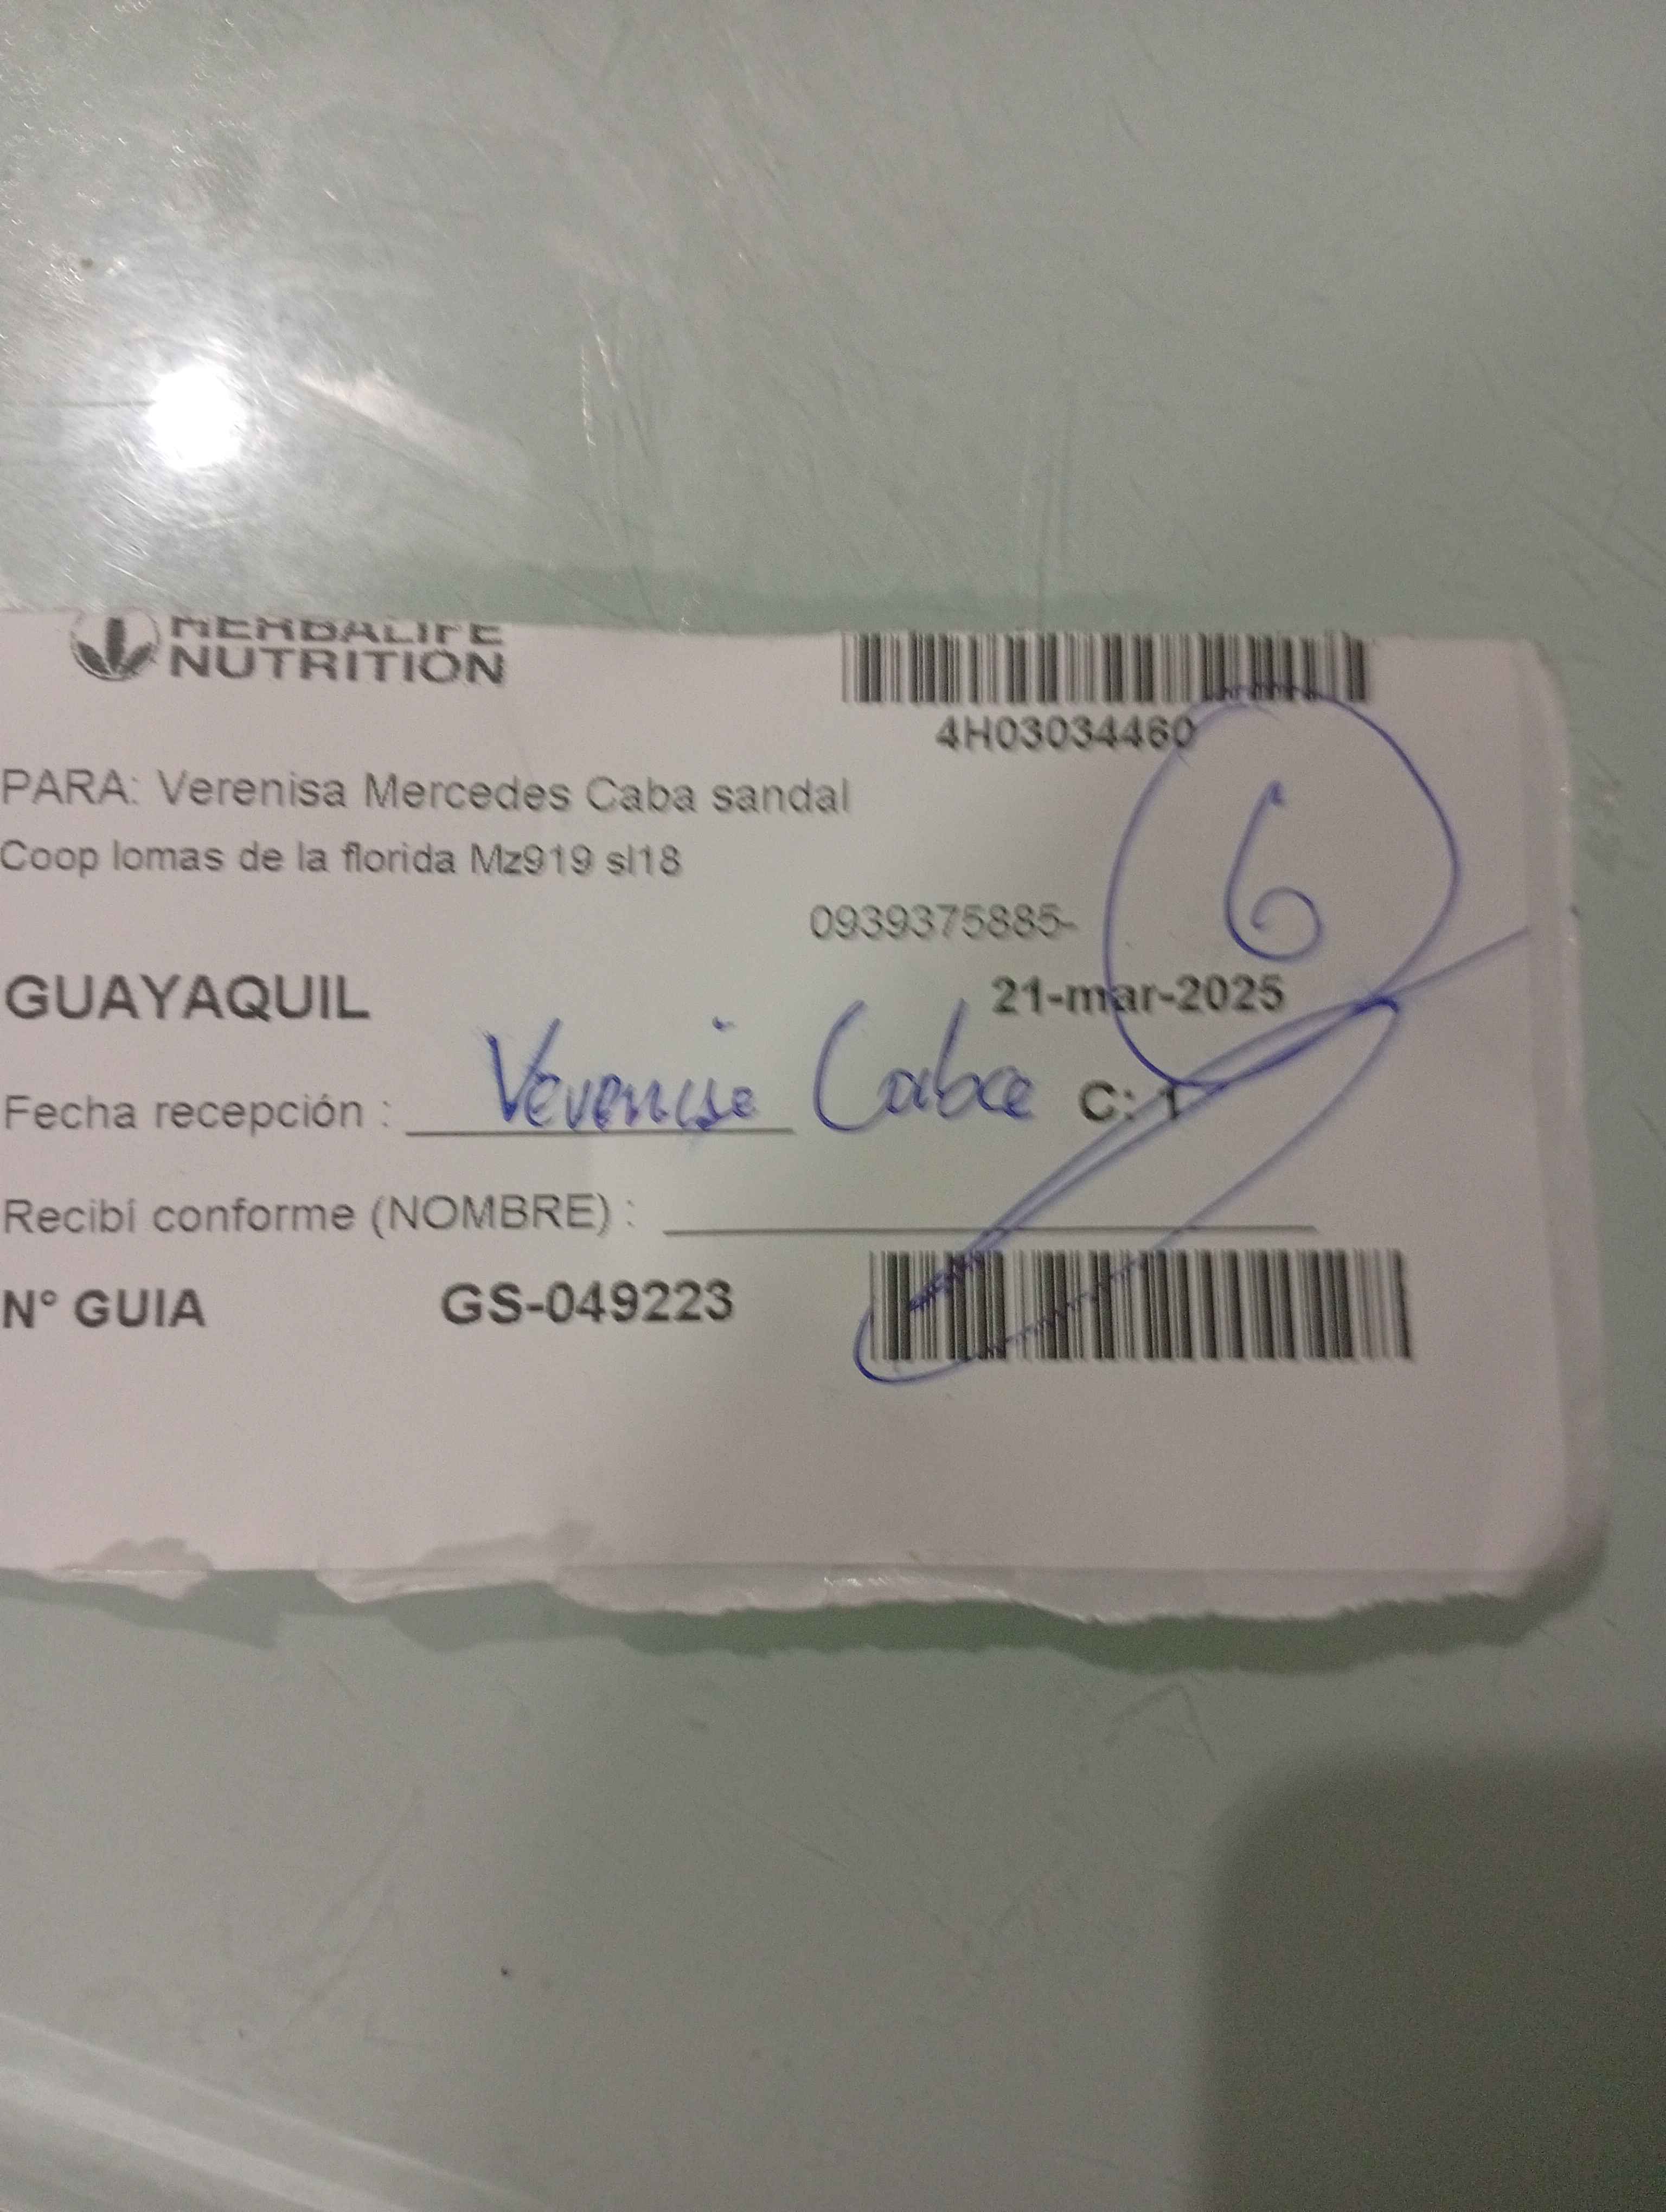 HERBALIFE
NUTRITION
4H03034460
PARA: Verenisa Mercedes Caba sandal
Coop lomas de la florida Mz919 sl18
0939375885-
6
GUAYAQUIL
21-mar-2025
Fecha recepción : Verenise Caba C: 1
Recibí conforme (NOMBRE) :
N° GUIA GS-049223